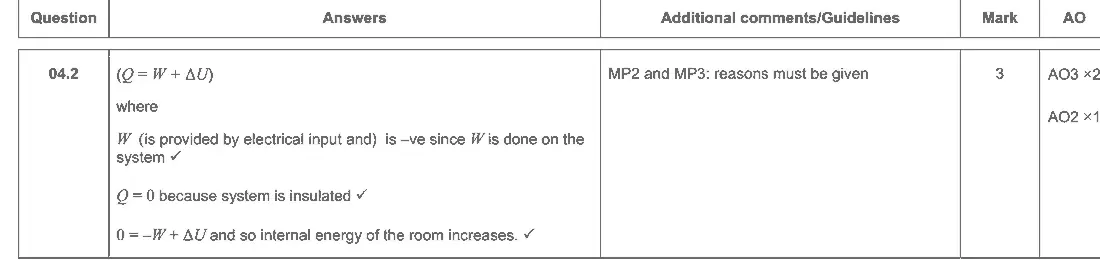 Question Answers Additional comments/Guidelines Mark AO
04.2 (Q = W + ΔU) MP2 and MP3: reasons must be given 3 AO3 ×2
where
AO2 ×1
W (is provided by electrical input and) is –ve since W is done on the
system ✓
Q = 0 because system is insulated ✓
0 = –W + ΔU and so internal energy of the room increases. ✓